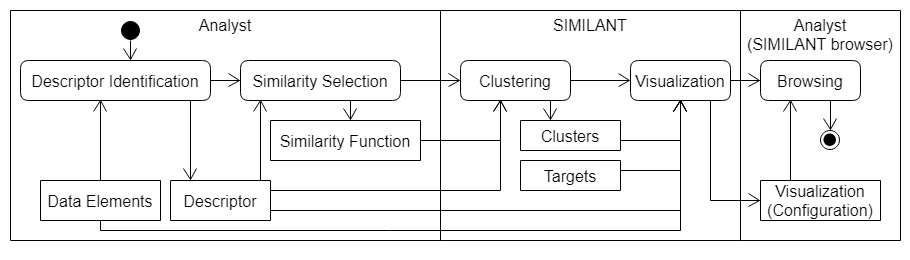 Analyst
SIMILANT
Analyst
(SIMILANT browser)
Descriptor Identification
Similarity Selection
Clustering
Visualization
Browsing
Similarity Function
Clusters
Targets
Data Elements
Descriptor
Visualization
(Configuration)